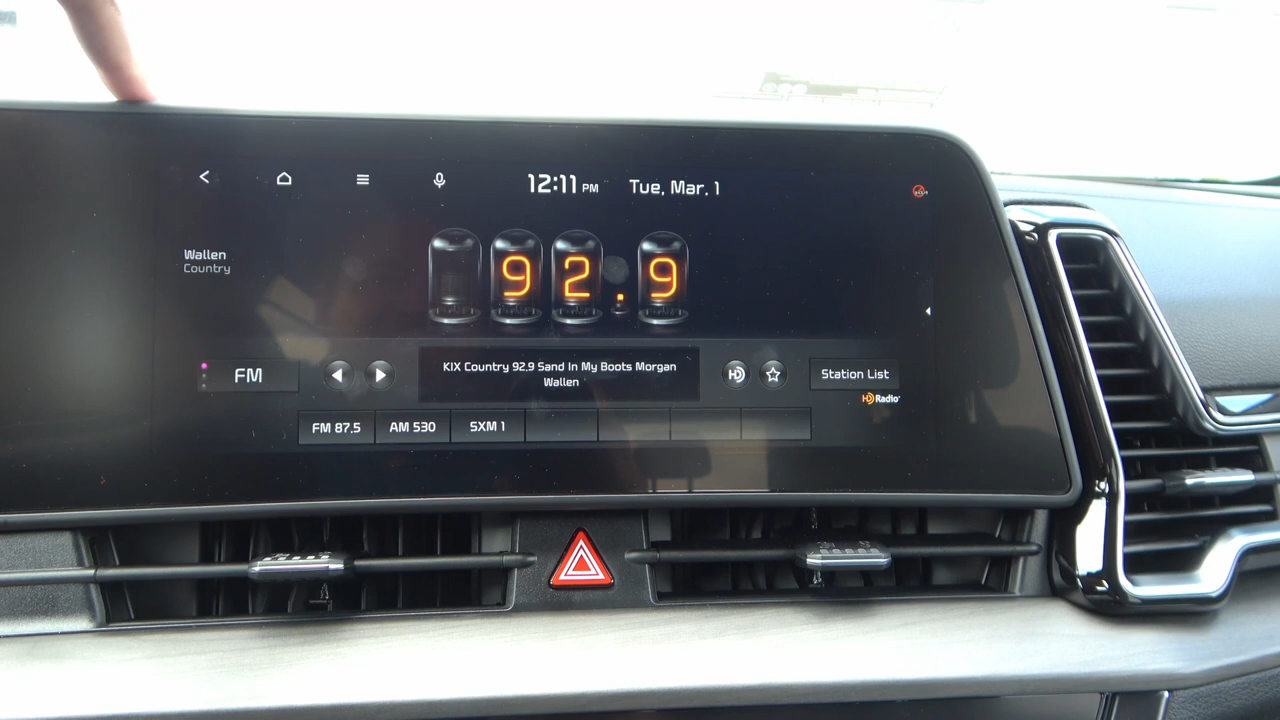 12:11 PM Tue, Mar. 1
Wallen
Country
92.9
FM
KIX Country 92.9 Sand In My Boots Morgan
Wallen
HD
Station List
HD Radio
FM 87.5 AM 530 SXM 1